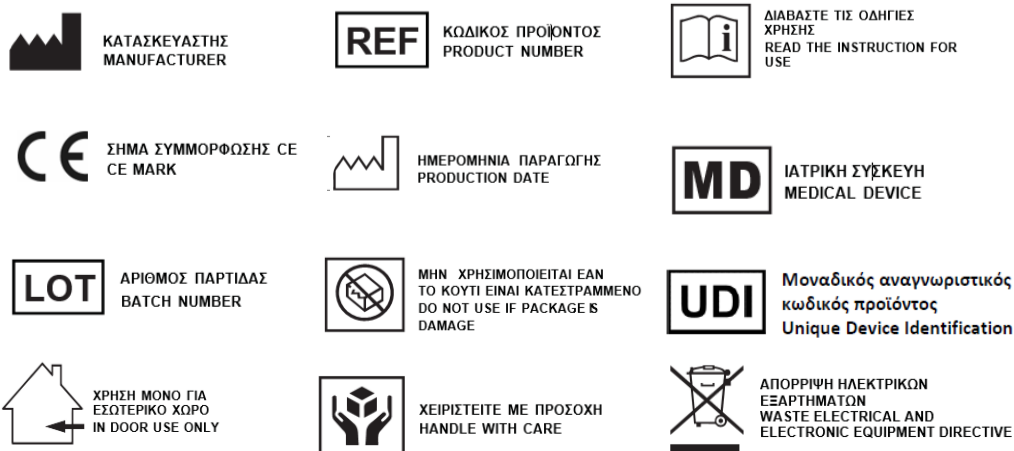 ΚΑΤΑΣΚΕΥΑΣΤΗΣ
MANUFACTURER
REF
ΚΩΔΙΚΟΣ ΠΡΟΪΟΝΤΟΣ
PRODUCT NUMBER
i
ΔΙΑΒΑΣΤΕ ΤΙΣ ΟΔΗΓΙΕΣ
ΧΡΗΣΗΣ
READ THE INSTRUCTION FOR
USE
CE
ΣΗΜΑ ΣΥΜΜΟΡΦΩΣΗΣ CE
CE MARK
ΗΜΕΡΟΜΗΝΙΑ ΠΑΡΑΓΩΓΗΣ
PRODUCTION DATE
MD
ΙΑΤΡΙΚΗ ΣΥΣΚΕΥΗ
MEDICAL DEVICE
LOT
ΑΡΙΘΜΟΣ ΠΑΡΤΙΔΑΣ
BATCH NUMBER
ΜΗΝ ΧΡΗΣΙΜΟΠΟΙΕΙΤΑΙ ΕΑΝ
ΤΟ ΚΟΥΤΙ ΕΙΝΑΙ ΚΑΤΕΣΤΡΑΜΜΕΝΟ
DO NOT USE IF PACKAGE IS
DAMAGE
UDI
Μοναδικός αναγνωριστικός
κωδικός προϊόντος
Unique Device Identification
ΧΡΗΣΗ ΜΟΝΟ ΓΙΑ
ΕΣΩΤΕΡΙΚΟ ΧΩΡΟ
IN DOOR USE ONLY
ΧΕΙΡΙΣΤΕΙΤΕ ΜΕ ΠΡΟΣΟΧΗ
HANDLE WITH CARE
ΑΠΟΡΡΙΨΗ ΗΛΕΚΤΡΙΚΩΝ
ΕΞΑΡΤΗΜΑΤΩΝ
WASTE ELECTRICAL AND
ELECTRONIC EQUIPMENT DIRECTIVE